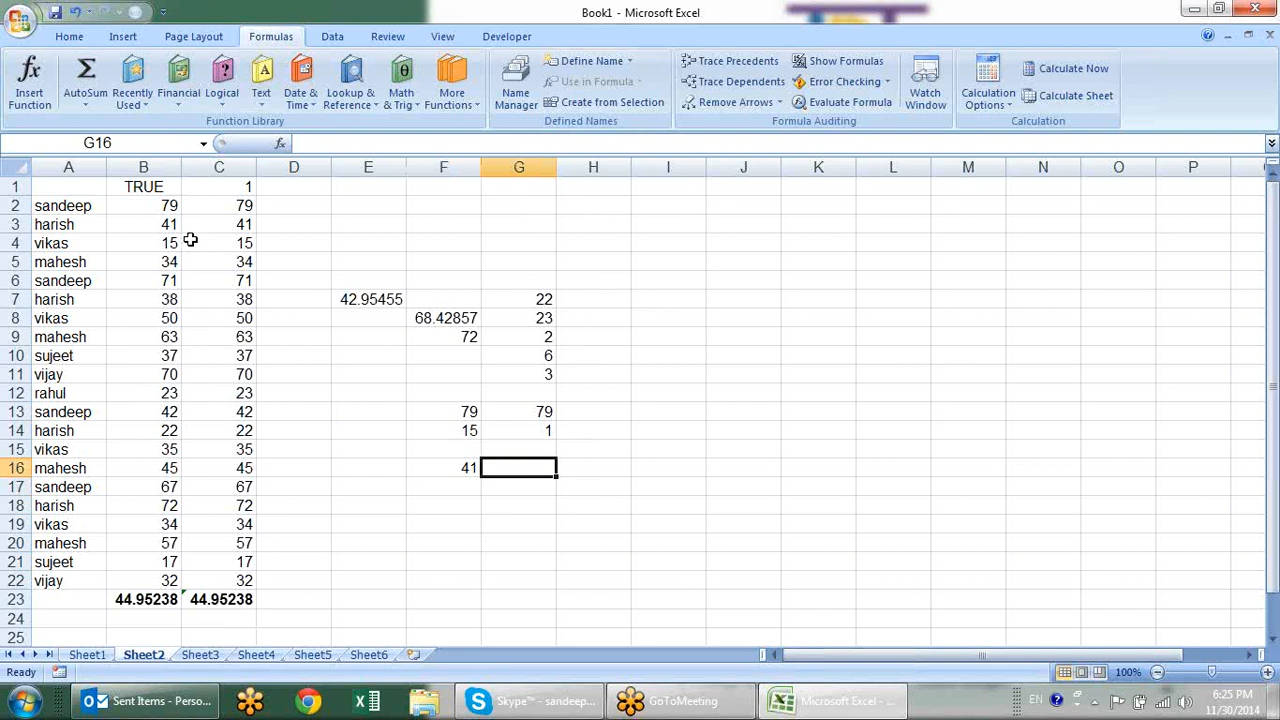 Book1 - Microsoft Excel
Home Insert Page Layout Formulas Data Review View Developer
Insert Function
AutoSum
Recently Used
Financial
Logical
Text
Date & Time
Lookup & Reference
Math & Trig
More Functions
Function Library
Name Manager
Define Name
Use in Formula
Create from Selection
Defined Names
Trace Precedents
Trace Dependents
Remove Arrows
Show Formulas
Error Checking
Evaluate Formula
Formula Auditing
Watch Window
Calculation Options
Calculate Now
Calculate Sheet
Calculation
G16 fx
A B C D E F G H I J K L M N O P
1 TRUE 1
2 sandeep 79 79
3 harish 41 41
4 vikas 15 15
5 mahesh 34 34
6 sandeep 71 71
7 harish 38 38 42.95455 22
8 vikas 50 50 68.42857 23
9 mahesh 63 63 72 2
10 sujeet 37 37 6
11 vijay 70 70 3
12 rahul 23 23
13 sandeep 42 42 79 79
14 harish 22 22 15 1
15 vikas 35 35
16 mahesh 45 45 41
17 sandeep 67 67
18 harish 72 72
19 vikas 34 34
20 mahesh 57 57
21 sujeet 17 17
22 vijay 32 32
23 44.95238 44.95238
24
25
Sheet1 Sheet2 Sheet3 Sheet4 Sheet5 Sheet6
Ready 100%
Sent Items - Perso... Skype™ - sandeep... GoToMeeting Microsoft Excel - ... EN 6:25 PM
11/30/2014